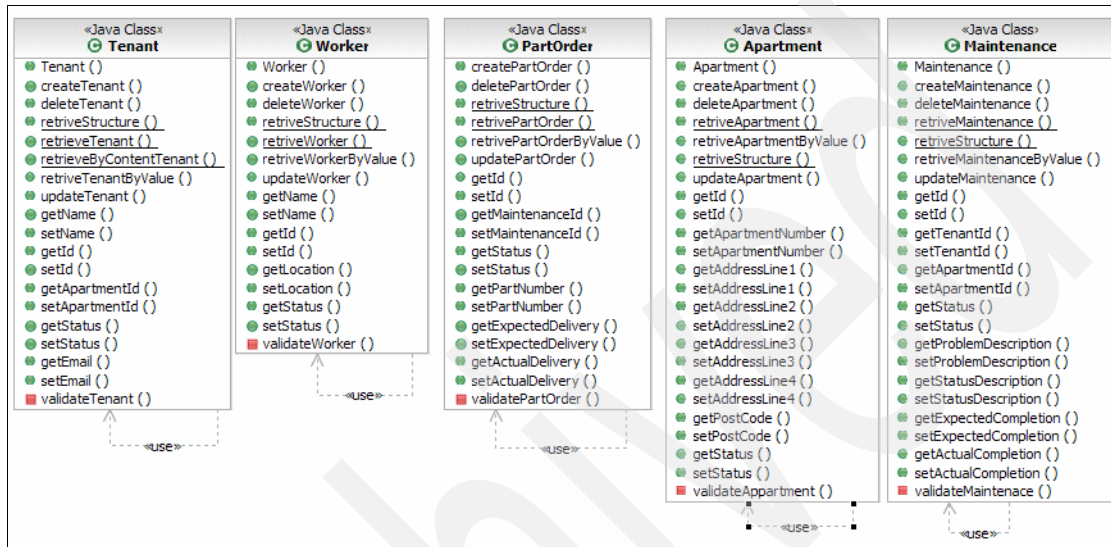 «Java Class»
Tenant
Tenant ( )
createTenant ( )
deleteTenant ( )
retriveStructure ( )
retrieveTenant ( )
retrieveByContentTenant ( )
retriveTenantByValue ( )
updateTenant ( )
getName ( )
setName ( )
getId ( )
setId ( )
getApartmentId ( )
setApartmentId ( )
getStatus ( )
setStatus ( )
getEmail ( )
setEmail ( )
validateTenant ( )
«use»
«Java Class»
Worker
Worker ( )
createWorker ( )
deleteWorker ( )
retriveStructure ( )
retriveWorker ( )
retriveWorkerByValue ( )
updateWorker ( )
getName ( )
setName ( )
getId ( )
setId ( )
getLocation ( )
setLocation ( )
getStatus ( )
setStatus ( )
validateWorker ( )
«use»
«Java Class»
PartOrder
createPartOrder ( )
deletePartOrder ( )
retriveStructure ( )
retrivePartOrder ( )
retrivePartOrderByValue ( )
updatePartOrder ( )
getId ( )
setId ( )
getMaintenanceId ( )
setMaintenanceId ( )
getStatus ( )
setStatus ( )
getPartNumber ( )
setPartNumber ( )
getExpectedDelivery ( )
setExpectedDelivery ( )
getActualDelivery ( )
setActualDelivery ( )
validatePartOrder ( )
«use»
«Java Class»
Apartment
Apartment ( )
createApartment ( )
deleteApartment ( )
retriveApartment ( )
retriveApartmentByValue ( )
retriveStructure ( )
updateApartment ( )
getId ( )
setId ( )
getApartmentNumber ( )
setApartmentNumber ( )
getAddressLine1 ( )
setAddressLine1 ( )
getAddressLine2 ( )
setAddressLine2 ( )
getAddressLine3 ( )
setAddressLine3 ( )
getAddressLine4 ( )
setAddressLine4 ( )
getPostCode ( )
setPostCode ( )
getStatus ( )
setStatus ( )
validateAppartment ( )
«use»
«Java Class»
Maintenance
Maintenance ( )
createMaintenance ( )
deleteMaintenance ( )
retriveMaintenance ( )
retriveStructure ( )
retriveMaintenanceByValue ( )
updateMaintenance ( )
getId ( )
setId ( )
getTenantId ( )
setTenantId ( )
getApartmentId ( )
setApartmentId ( )
getStatus ( )
setStatus ( )
getProblemDescription ( )
setProblemDescription ( )
getStatusDescription ( )
setStatusDescription ( )
getExpectedCompletion ( )
setExpectedCompletion ( )
getActualCompletion ( )
setActualCompletion ( )
validateMaintenace ( )
«use»